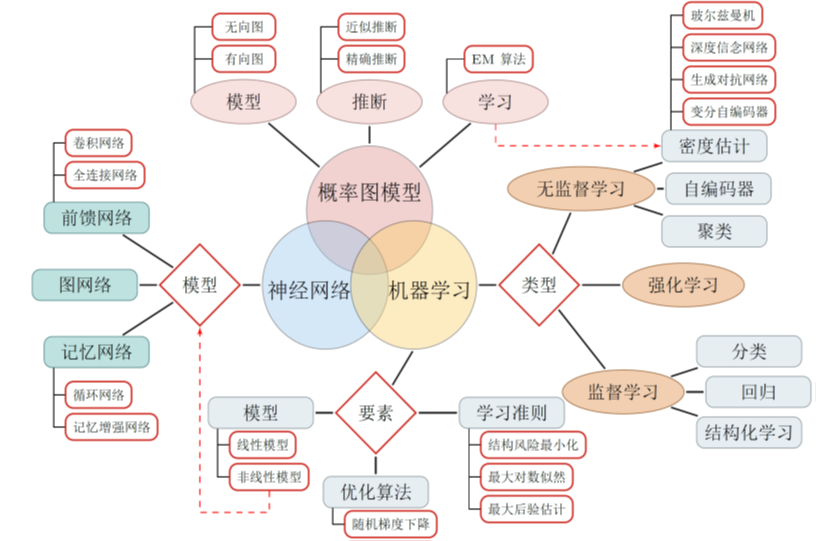 无向图
有向图
模型
近似推断
精确推断
推断
EM 算法
学习
玻尔兹曼机
深度信念网络
生成对抗网络
变分自编码器
密度估计
自编码器
聚类
无监督学习
概率图模型
神经网络
机器学习
卷积网络
全连接网络
前馈网络
图网络
记忆网络
循环网络
记忆增强网络
模型
类型
强化学习
监督学习
分类
回归
结构化学习
要素
模型
线性模型
非线性模型
优化算法
随机梯度下降
学习准则
结构风险最小化
最大对数似然
最大后验估计